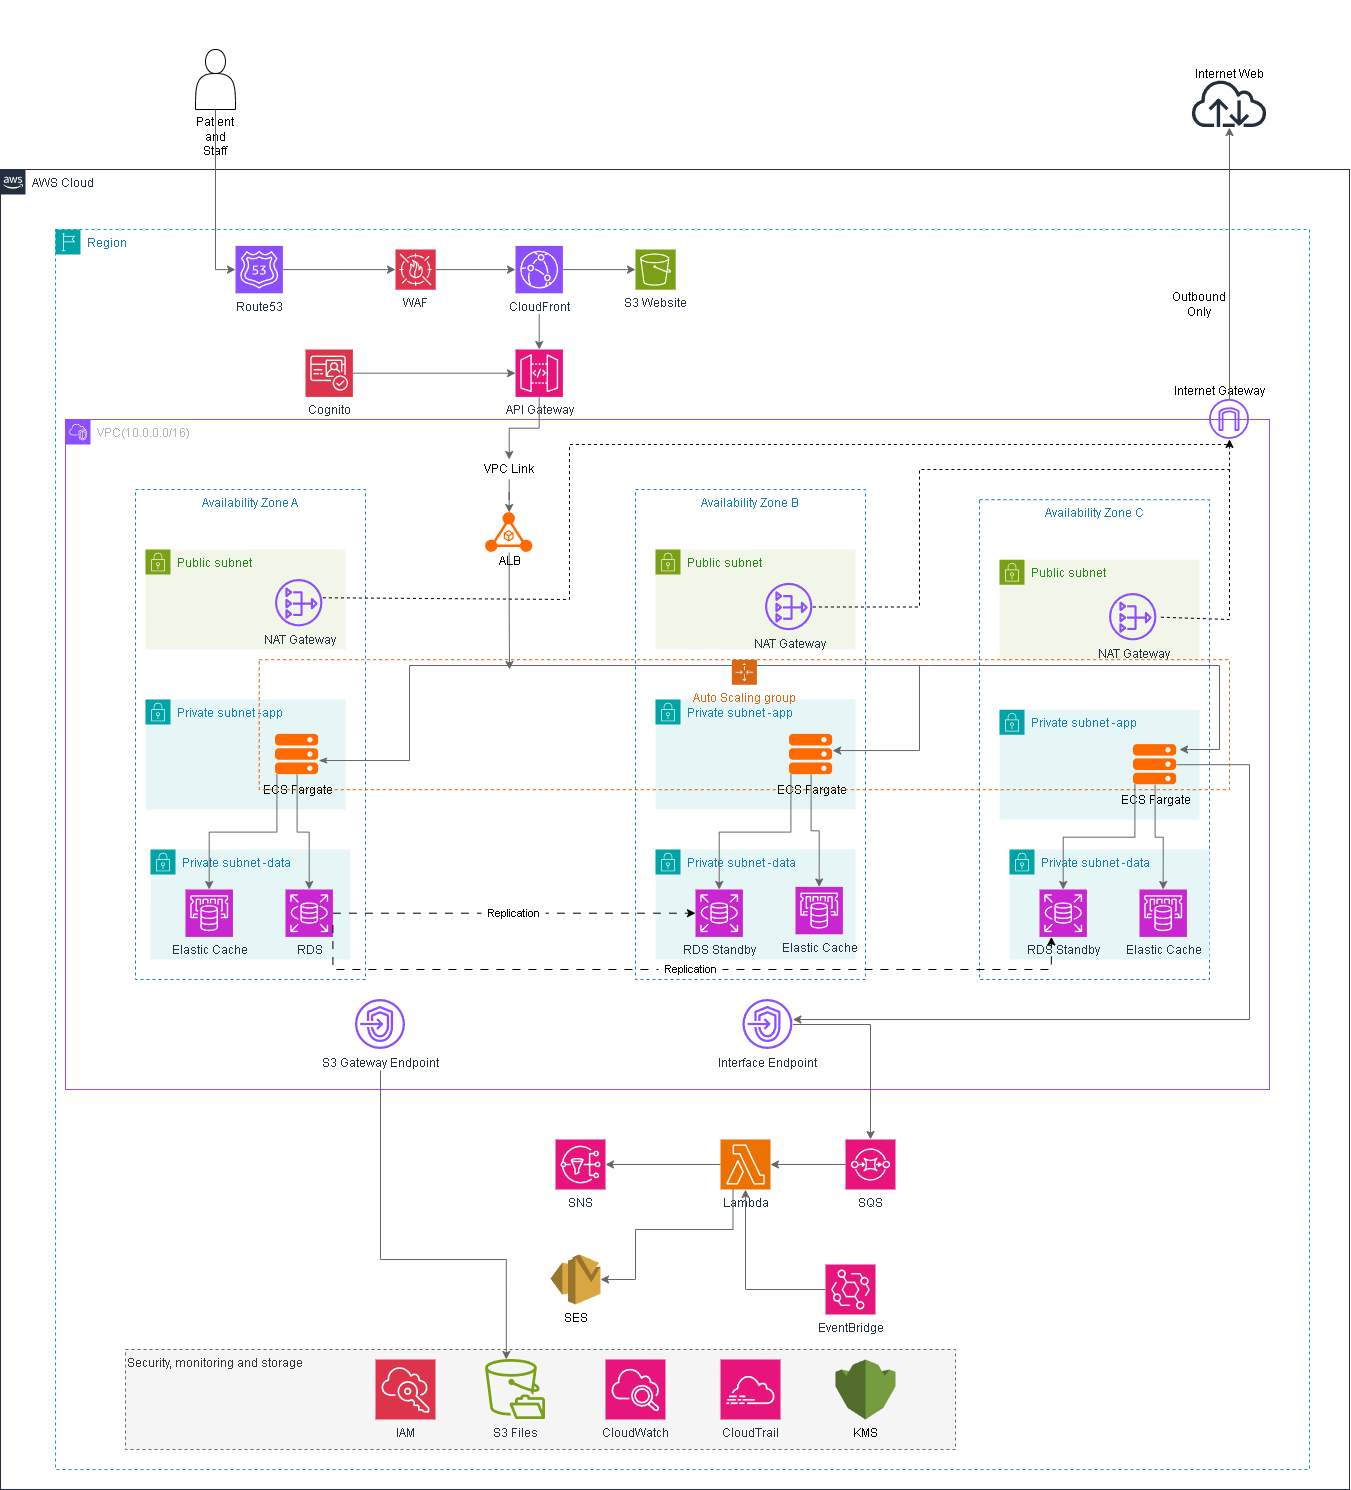 Internet Web
Patient
and
Staff
aws
AWS Cloud
Region
53
Route53
WAF
CloudFront
S3 Website
Outbound
Only
Cognito
API Gateway
Internet Gateway
VPC(10.0.0.0/16)
VPC Link
Availability Zone A
Availability Zone B
Availability Zone C
ALB
Public subnet
Public subnet
Public subnet
NAT Gateway
NAT Gateway
NAT Gateway
Auto Scaling group
Private subnet-app
Private subnet-app
Private subnet-app
ECS Fargate
ECS Fargate
ECS Fargate
Private subnet-data
Private subnet-data
Private subnet-data
Replication
Elastic Cache
RDS
RDS Standby
Elastic Cache
RDS Standby
Elastic Cache
Replication
S3 Gateway Endpoint
Interface Endpoint
SNS
Lambda
SQS
SES
EventBridge
Security, monitoring and storage
IAM
S3 Files
CloudWatch
CloudTrail
KMS